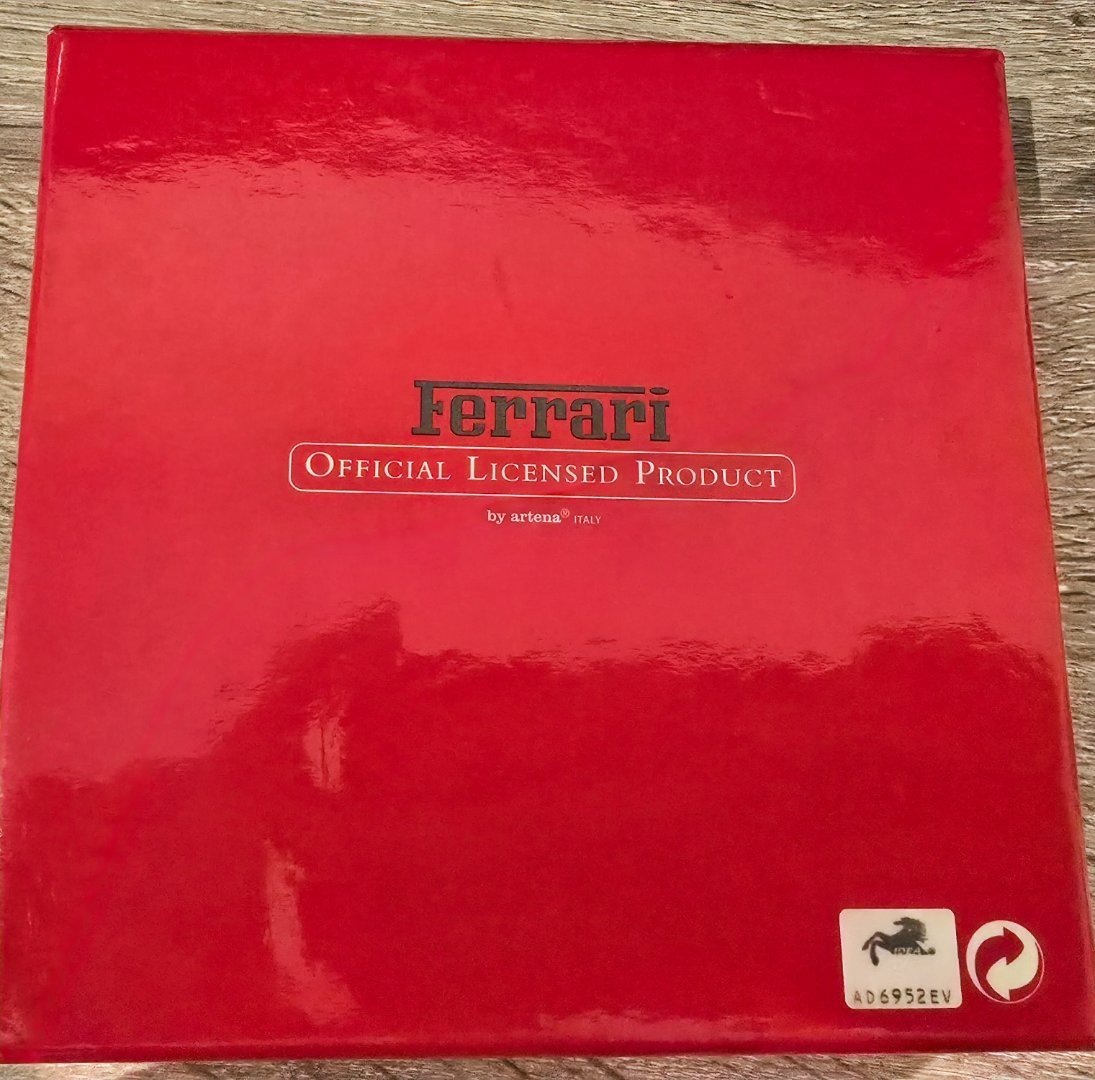 Ferrari
OFFICIAL LICENSED PRODUCT
by artena® ITALY
AD6952EV